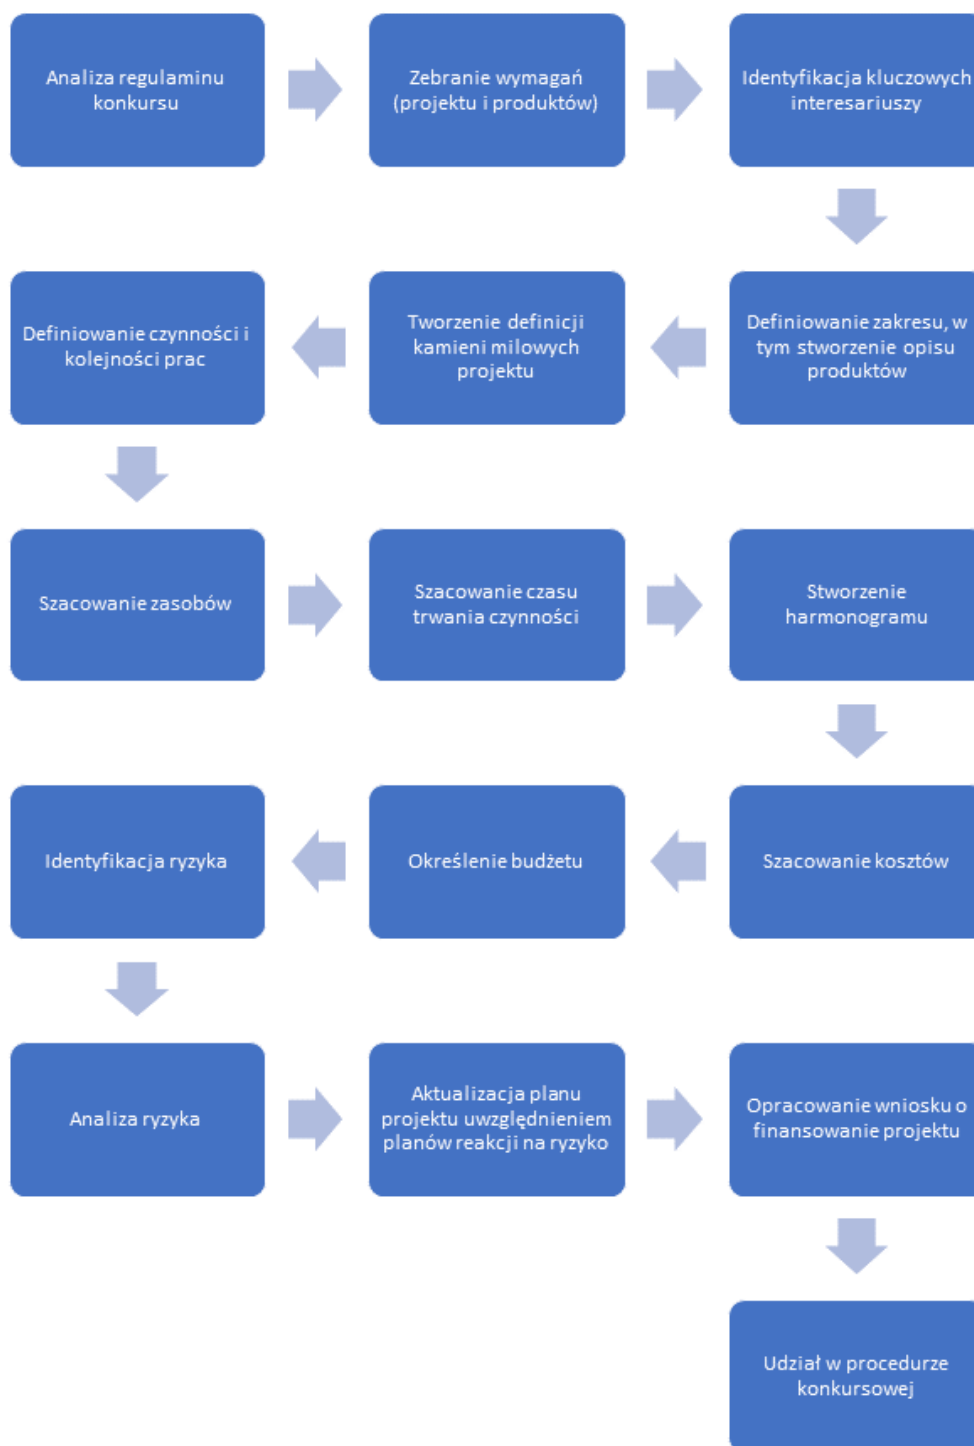 Analiza regulaminu
konkursu
Zebranie wymagań
(projektu i produktów)
Identyfikacja kluczowych
interesariuszy
Definiowanie zakresu, w
tym stworzenie opisu
produktów
Tworzenie definicji
kamieni milowych
projektu
Definiowanie czynności i
kolejności prac
Szacowanie zasobów
Szacowanie czasu
trwania czynności
Stworzenie
harmonogramu
Szacowanie kosztów
Określenie budżetu
Identyfikacja ryzyka
Analiza ryzyka
Aktualizacja planu
projektu uwzględnieniem
planów reakcji na ryzyko
Opracowanie wniosku o
finansowanie projektu
Udział w procedurze
konkursowej